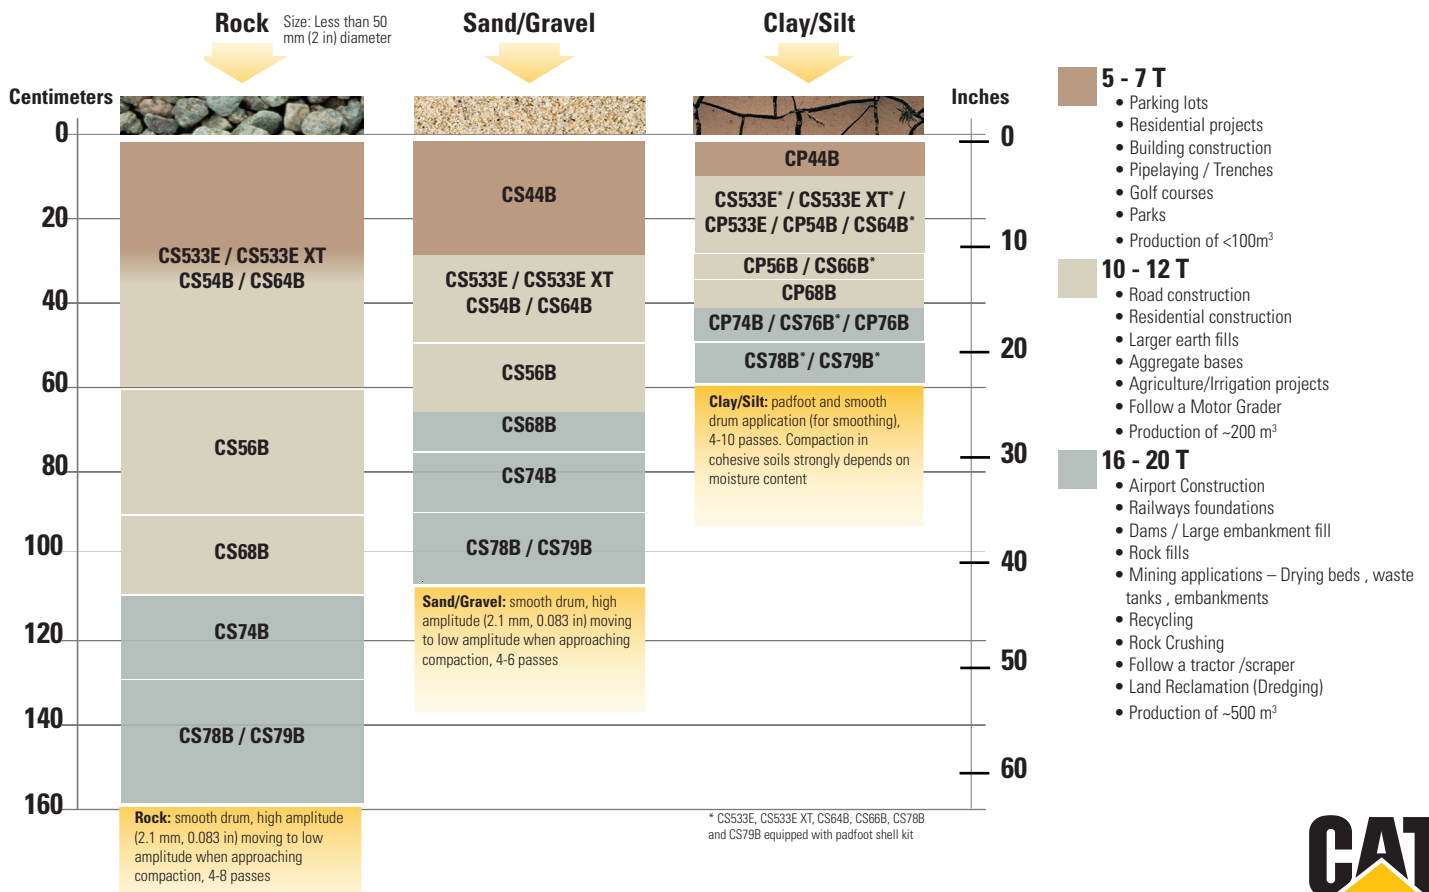 Rock
Size: Less than 50
mm (2 in) diameter
Sand/Gravel
Clay/Silt
Centimeters
0
20
40
60
80
100
120
140
160
CS533E / CS533E XT
CS54B / CS64B
CS56B
CS68B
CS74B
CS78B / CS79B
Rock: smooth drum, high amplitude
(2.1 mm, 0.083 in) moving to low
amplitude when approaching
compaction, 4-8 passes
CS44B
CS533E / CS533E XT
CS54B / CS64B
CS56B
CS68B
CS74B
CS78B / CS79B
Sand/Gravel: smooth drum, high
amplitude (2.1 mm, 0.083 in) moving
to low amplitude when approaching
compaction, 4-6 passes
CP44B
CS533E* / CS533E XT* /
CP533E / CP54B / CS64B*
CP56B / CS66B*
CP68B
CP74B / CS76B* / CP76B
CS78B* / CS79B*
Clay/Silt: padfoot and smooth
drum application (for smoothing),
4-10 passes. Compaction in
cohesive soils strongly depends on
moisture content
* CS533E, CS533E XT, CS64B, CS66B, CS78B
and CS79B equipped with padfoot shell kit
Inches
0
10
20
30
40
50
60
5 - 7 T
• Parking lots
• Residential projects
• Building construction
• Pipelaying / Trenches
• Golf courses
• Parks
• Production of <100m³
10 - 12 T
• Road construction
• Residential construction
• Larger earth fills
• Aggregate bases
• Agriculture/Irrigation projects
• Follow a Motor Grader
• Production of ~200 m³
16 - 20 T
• Airport Construction
• Railways foundations
• Dams / Large embankment fill
• Rock fills
• Mining applications – Drying beds , waste
tanks , embankments
• Recycling
• Rock Crushing
• Follow a tractor /scraper
• Land Reclamation (Dredging)
• Production of ~500 m³
CAT